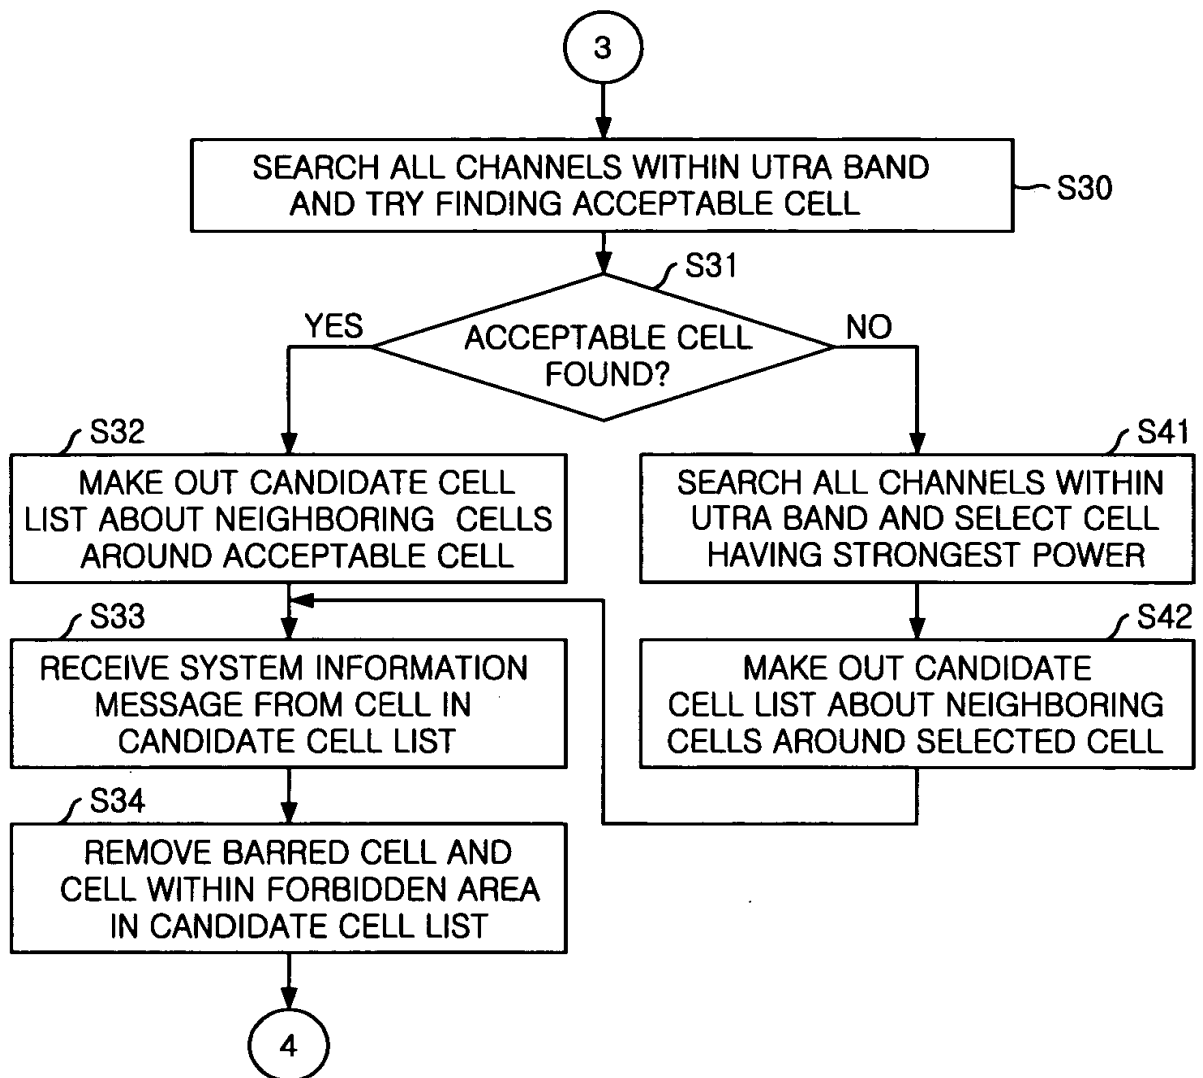 3
SEARCH ALL CHANNELS WITHIN UTRA BAND
AND TRY FINDING ACCEPTABLE CELL
S30
S31
YES
ACCEPTABLE CELL
FOUND?
NO
S32
MAKE OUT CANDIDATE CELL
LIST ABOUT NEIGHBORING CELLS
AROUND ACCEPTABLE CELL
S41
SEARCH ALL CHANNELS WITHIN
UTRA BAND AND SELECT CELL
HAVING STRONGEST POWER
S33
RECEIVE SYSTEM INFORMATION
MESSAGE FROM CELL IN
CANDIDATE CELL LIST
S42
MAKE OUT CANDIDATE
CELL LIST ABOUT NEIGHBORING
CELLS AROUND SELECTED CELL
S34
REMOVE BARRED CELL AND
CELL WITHIN FORBIDDEN AREA
IN CANDIDATE CELL LIST
4